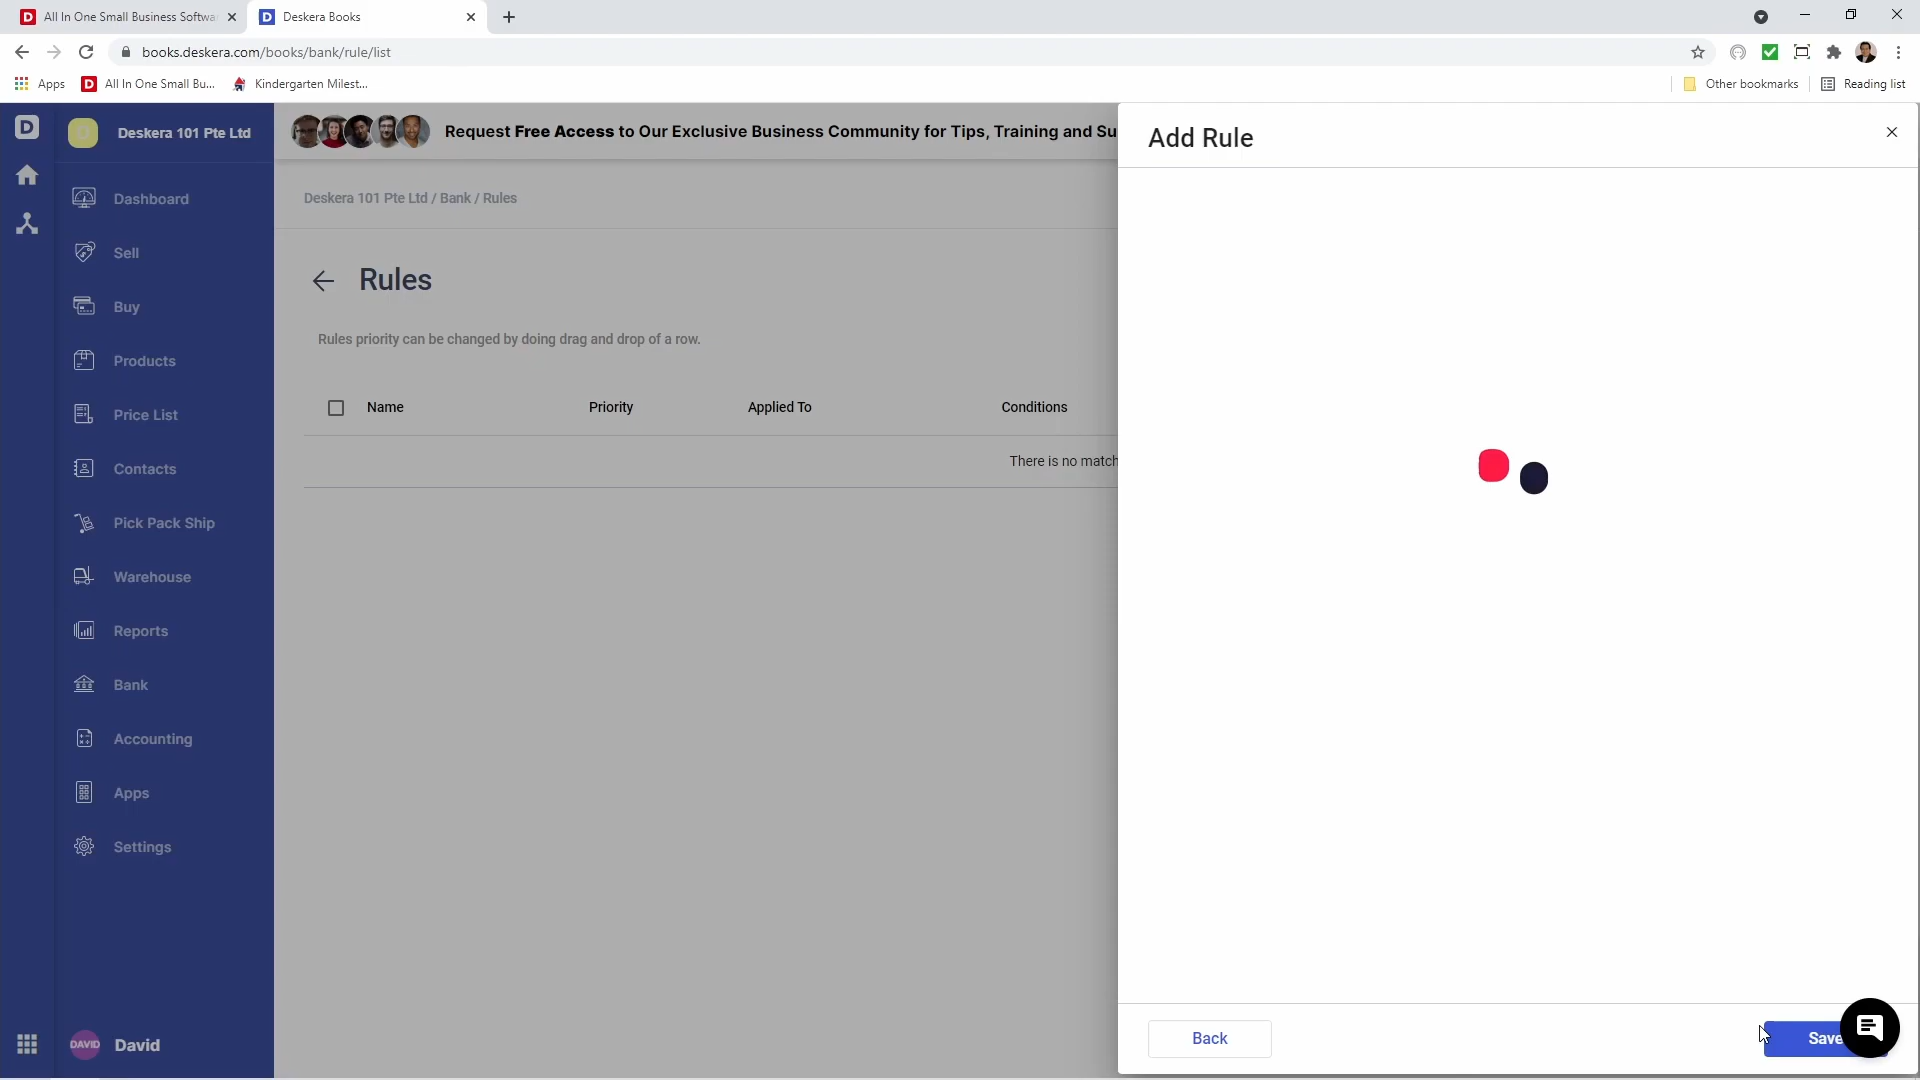 All In One Small Business Softwa
Deskera Books
books.deskera.com/books/bank/rule/list
Apps
All In One Small Bu...
Kindergarten Milest...
Other bookmarks
Reading list
Deskera 101 Pte Ltd
Request Free Access to Our Exclusive Business Community for Tips, Training and Su
Add Rule
Dashboard
Sell
Buy
Products
Price List
Contacts
Pick Pack Ship
Warehouse
Reports
Bank
Accounting
Apps
Settings
DAVID
David
Deskera 101 Pte Ltd / Bank / Rules
Rules
Rules priority can be changed by doing drag and drop of a row.
Name
Priority
Applied To
Conditions
There is no match
Back
Save